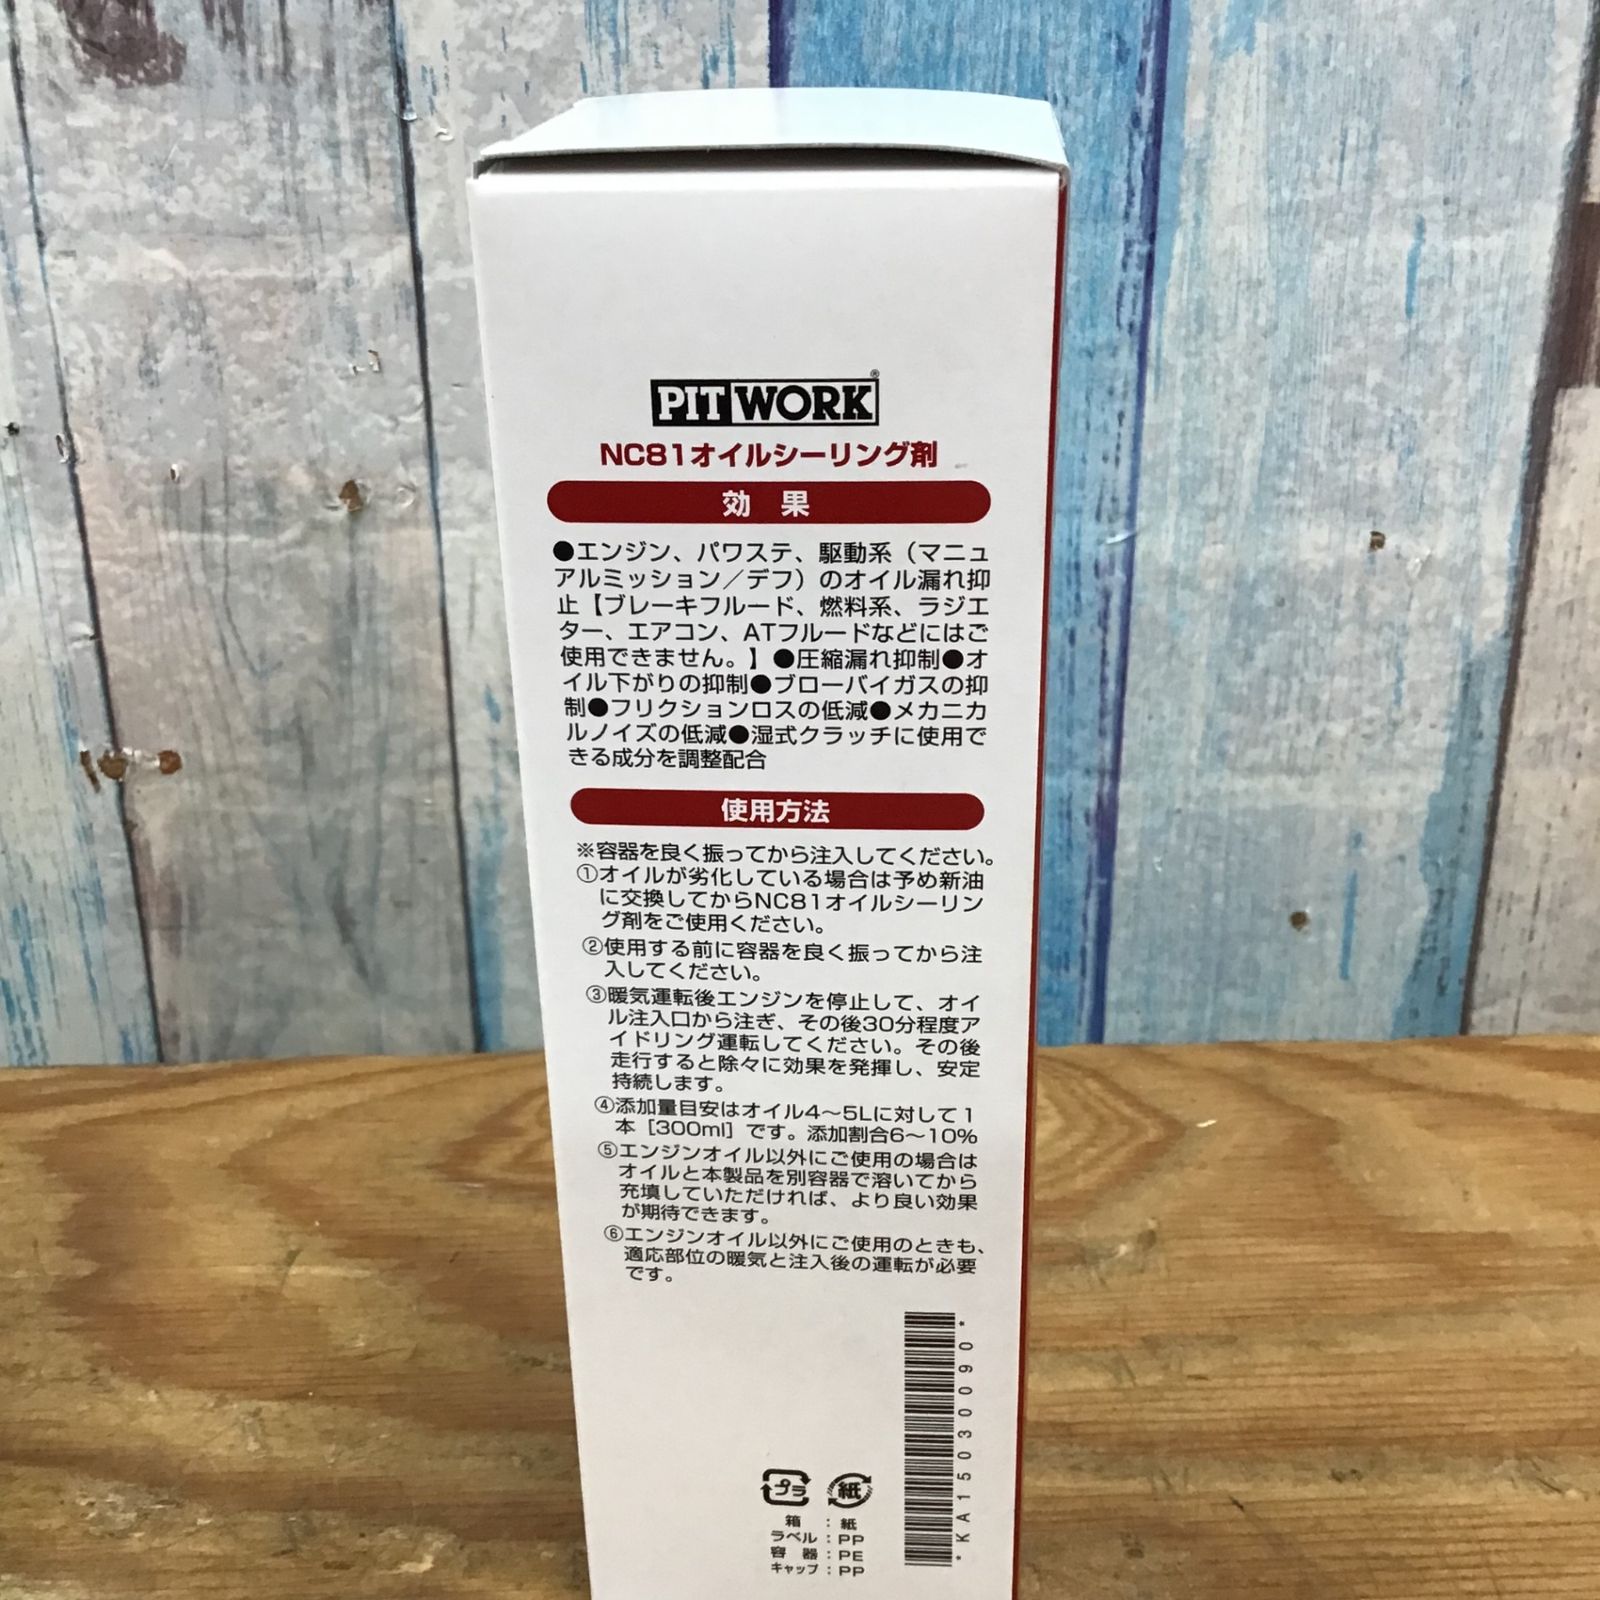 PIT WORK®
NC81オイルシーリング剤
効 果
●エンジン、パワステ、駆動系（マニュ
アルミッション／デフ）のオイル漏れ抑
止【ブレーキフルード、燃料系、ラジエ
ター、エアコン、ATフルードなどにはご
使用できません。】●圧縮漏れ抑制●オ
イル下がりの抑制●ブローバイガスの抑
制●フリクションロスの低減●メカニカ
ルノイズの低減●湿式クラッチに使用で
きる成分を調整配合
使用方法
※容器を良く振ってから注入してください。
①オイルが劣化している場合は予め新油
に交換してからNC81オイルシーリン
グ剤をご使用ください。
②使用する前に容器を良く振ってから注
入してください。
③暖気運転後エンジンを停止して、オイ
ル注入口から注ぎ、その後30分程度ア
イドリング運転してください。その後
走行すると除々に効果を発揮し、安定
持続します。
④添加量目安はオイル4～5Lに対して1
本［300ml］です。添加割合6～10%
⑤エンジンオイル以外にご使用の場合は
オイルと本製品を別容器で溶いてから
充填していただければ、より良い効果
が期待できます。
⑥エンジンオイル以外にご使用のときも、
適応部位の暖気と注入後の運転が必要
です。
*KA15030090*
プラ 紙
箱 : 紙
ラベル : PP
容 器 : PE
キャップ : PP